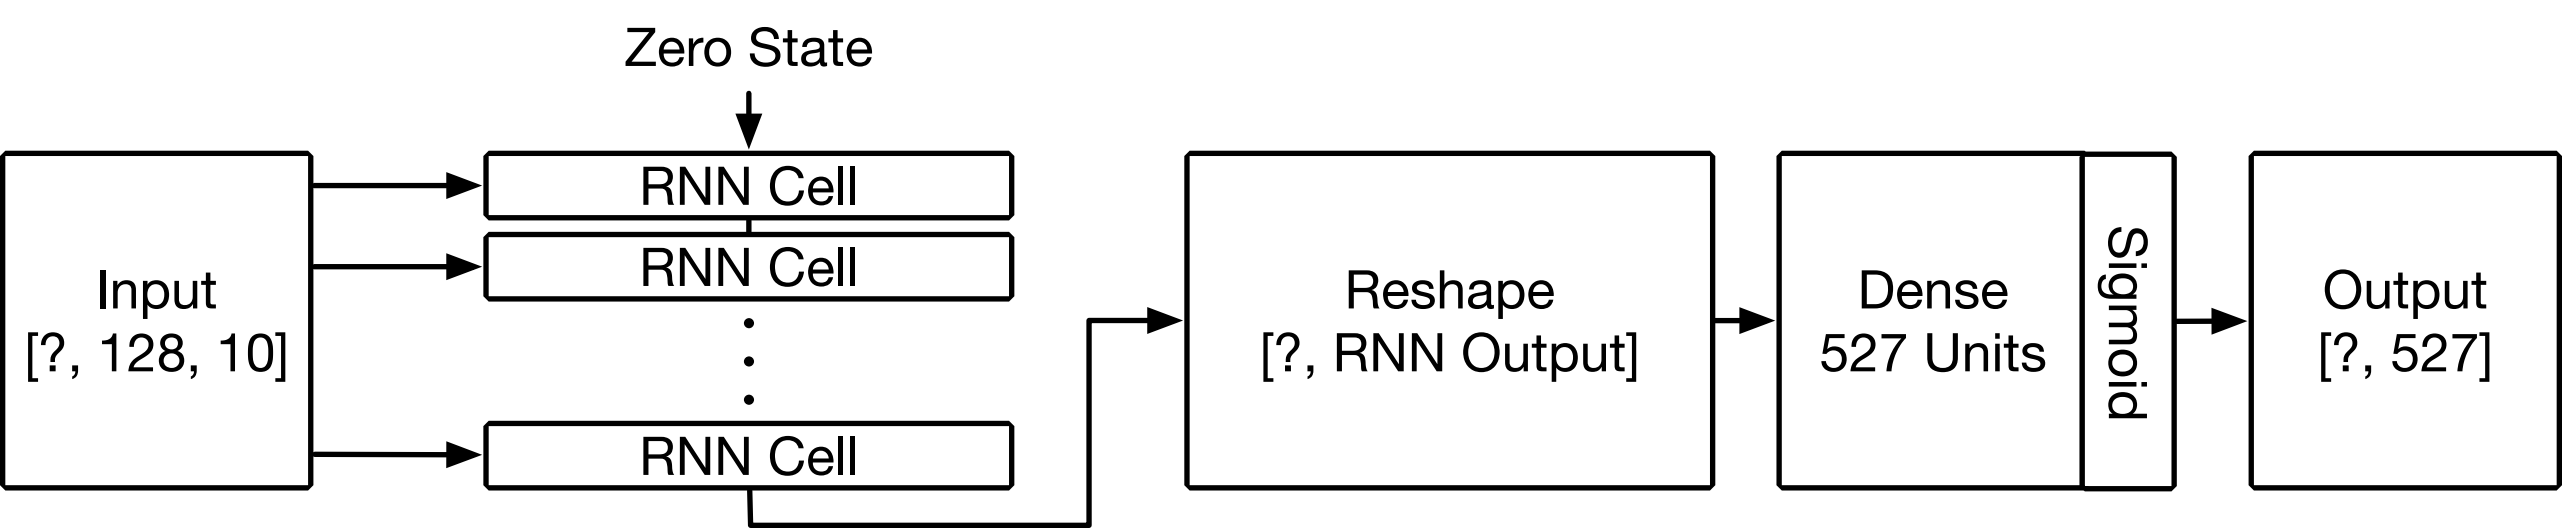 Zero State
Input
[?, 128, 10]
RNN Cell
RNN Cell
RNN Cell
Reshape
[?, RNN Output]
Dense
527 Units
Sigmoid
Output
[?, 527]